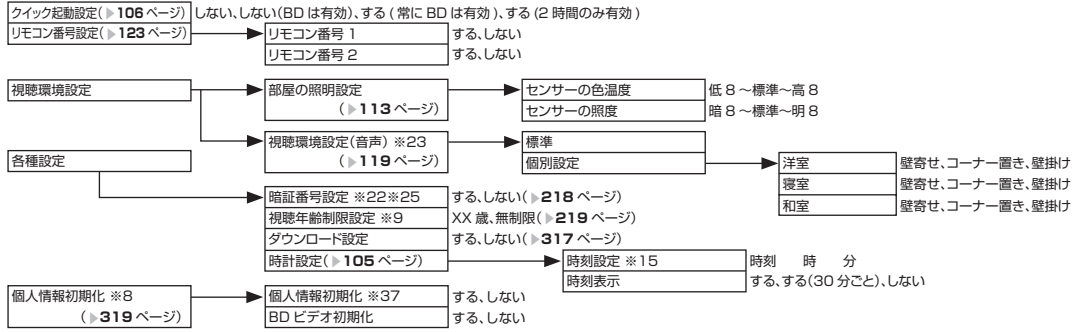 クイック起動設定(▶106ページ) しない、しない(BDは有効)、する(常にBDは有効)、する(2時間のみ有効)
リモコン番号設定(▶123ページ) リモコン番号 1 する、しない
リモコン番号 2 する、しない
視聴環境設定 部屋の照明設定 センサーの色温度 低8~標準~高8
(▶113ページ) センサーの照度 暗8~標準~明8
視聴環境設定(音声) ※23 標準
(▶119ページ) 個別設定 洋室 壁寄せ、コーナー置き、壁掛け
各種設定 寝室 壁寄せ、コーナー置き、壁掛け
和室 壁寄せ、コーナー置き、壁掛け
暗証番号設定 ※22※25 する、しない(▶218ページ)
視聴年齢制限設定 ※9 XX歳、無制限(▶219ページ)
ダウンロード設定 する、しない(▶317ページ)
時計設定(▶105ページ) 時刻設定 ※15 時刻 時 分
時刻表示 する、する(30分ごと)、しない
個人情報初期化 ※8 個人情報初期化 ※37 する、しない
(▶319ページ) BDビデオ初期化 する、しない